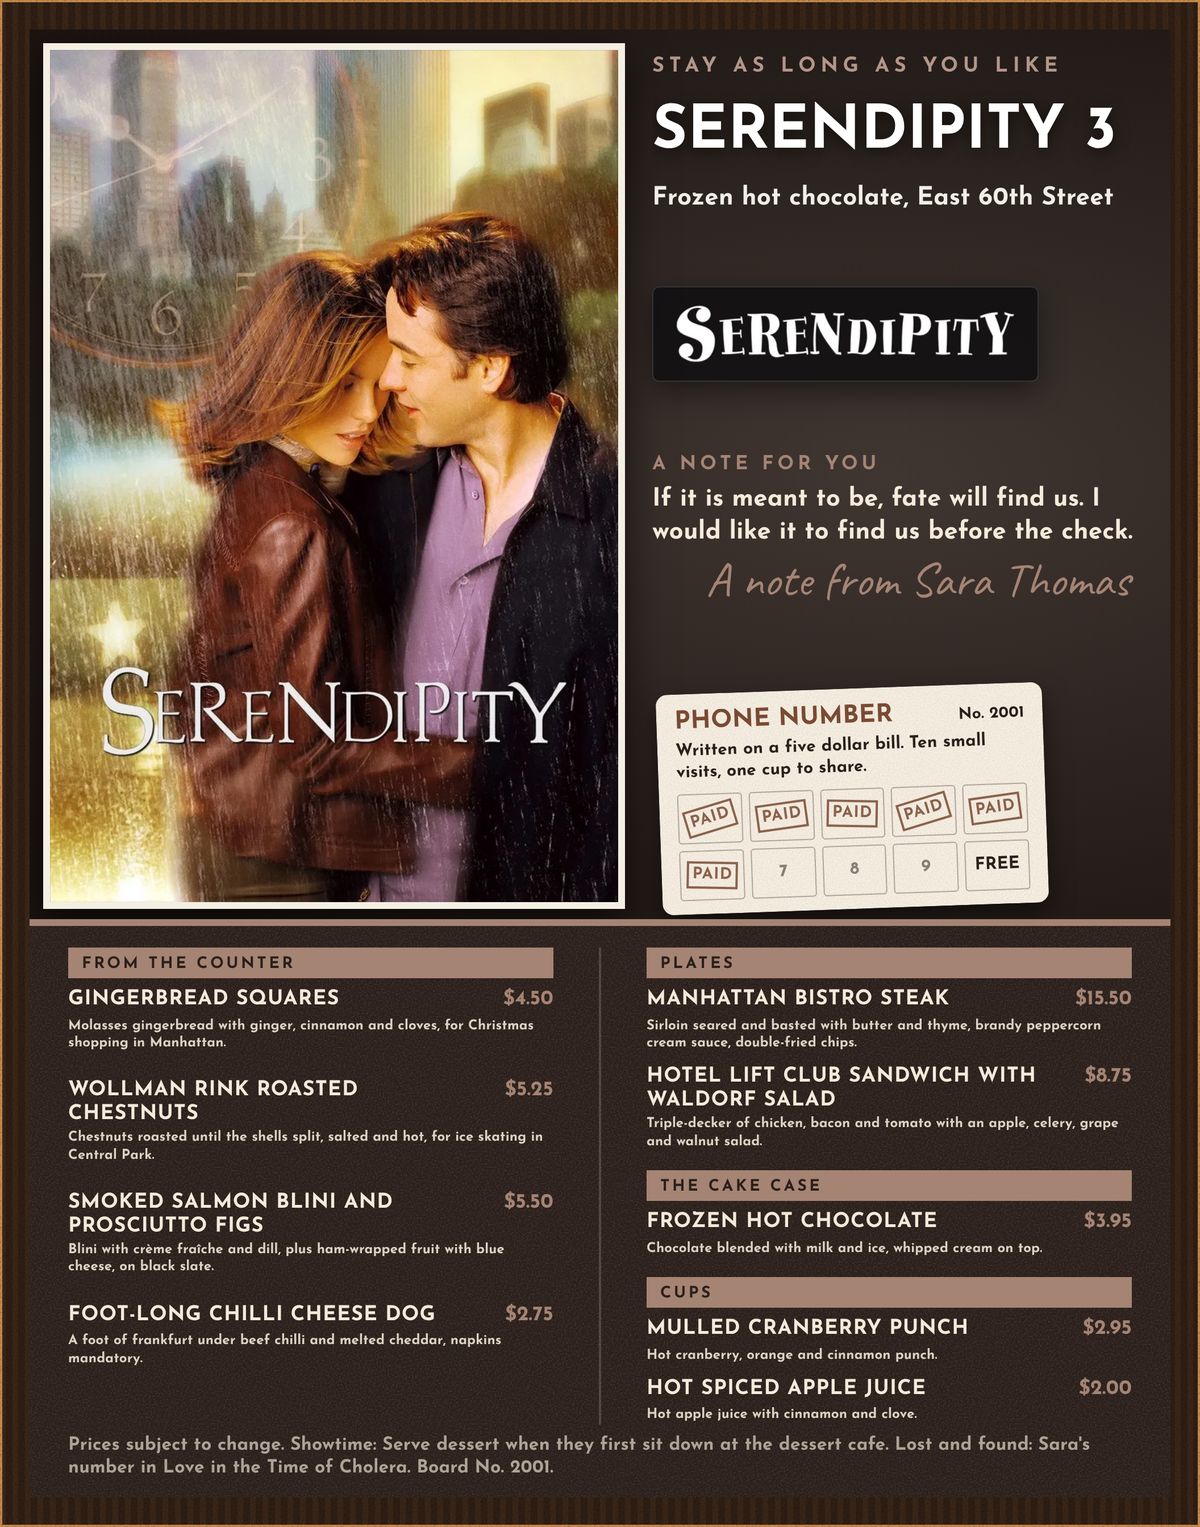 STAY AS LONG AS YOU LIKE
SERENDIPITY 3
Frozen hot chocolate, East 60th Street
3
4
5
6
7
SERENDIPITY
SERENDIPITY
A NOTE FOR YOU
If it is meant to be, fate will find us. I
would like it to find us before the check.
A note from Sara Thomas
PHONE NUMBER No. 2001
Written on a five dollar bill. Ten small
visits, one cup to share.
PAID PAID PAID PAID PAID
PAID 7 8 9 FREE
FROM THE COUNTER
GINGERBREAD SQUARES $4.50
Molasses gingerbread with ginger, cinnamon and cloves, for Christmas
shopping in Manhattan.
WOLLMAN RINK ROASTED $5.25
CHESTNUTS
Chestnuts roasted until the shells split, salted and hot, for ice skating in
Central Park.
SMOKED SALMON BLINI AND $5.50
PROSCIUTTO FIGS
Blini with crème fraîche and dill, plus ham-wrapped fruit with blue
cheese, on black slate.
FOOT-LONG CHILLI CHEESE DOG $2.75
A foot of frankfurt under beef chilli and melted cheddar, napkins
mandatory.
PLATES
MANHATTAN BISTRO STEAK $15.50
Sirloin seared and basted with butter and thyme, brandy peppercorn
cream sauce, double-fried chips.
HOTEL LIFT CLUB SANDWICH WITH $8.75
WALDORF SALAD
Triple-decker of chicken, bacon and tomato with an apple, celery, grape
and walnut salad.
THE CAKE CASE
FROZEN HOT CHOCOLATE $3.95
Chocolate blended with milk and ice, whipped cream on top.
CUPS
MULLED CRANBERRY PUNCH $2.95
Hot cranberry, orange and cinnamon punch.
HOT SPICED APPLE JUICE $2.00
Hot apple juice with cinnamon and clove.
Prices subject to change. Showtime: Serve dessert when they first sit down at the dessert cafe. Lost and found: Sara's
number in Love in the Time of Cholera. Board No. 2001.